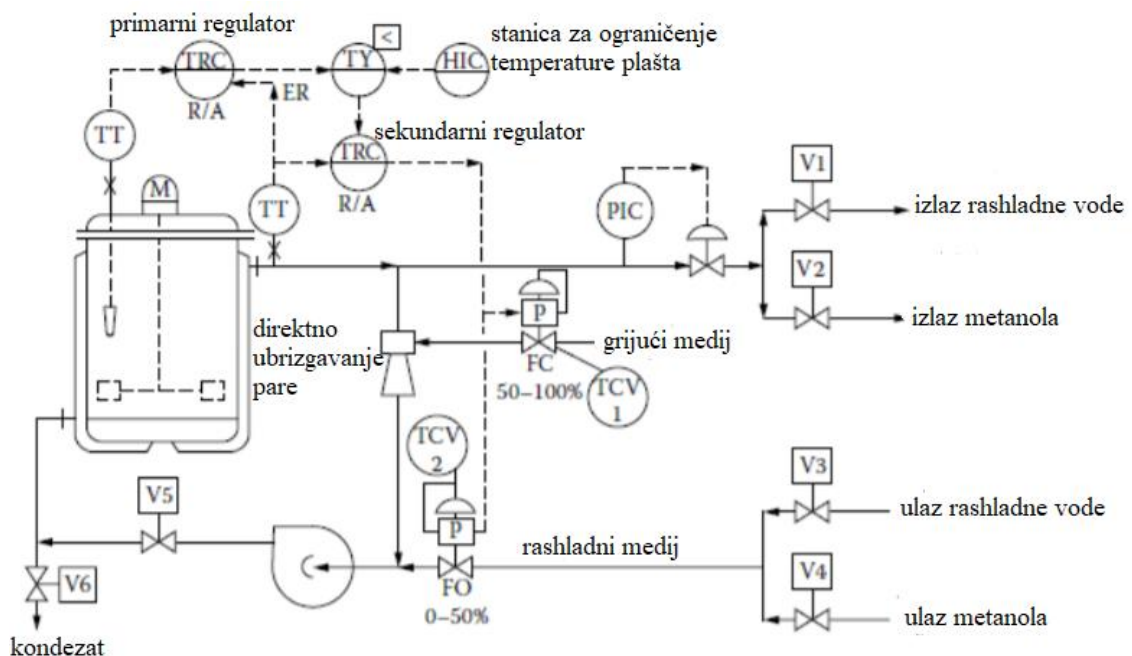 primarni regulator
TRC
R/A
TY
<
HIC
stanica za ograničenje
temperature plašta
ER
TT
sekundarni regulator
TRC
R/A
M
TT
PIC
V1
izlaz rashladne vode
V2
izlaz metanola
direktno
ubrizgavanje
pare
P
grijući medij
FC
50–100%
TCV
1
TCV
2
P
FO
0–50%
rashladni medij
V3
ulaz rashladne vode
V4
ulaz metanola
V5
V6
kondezat